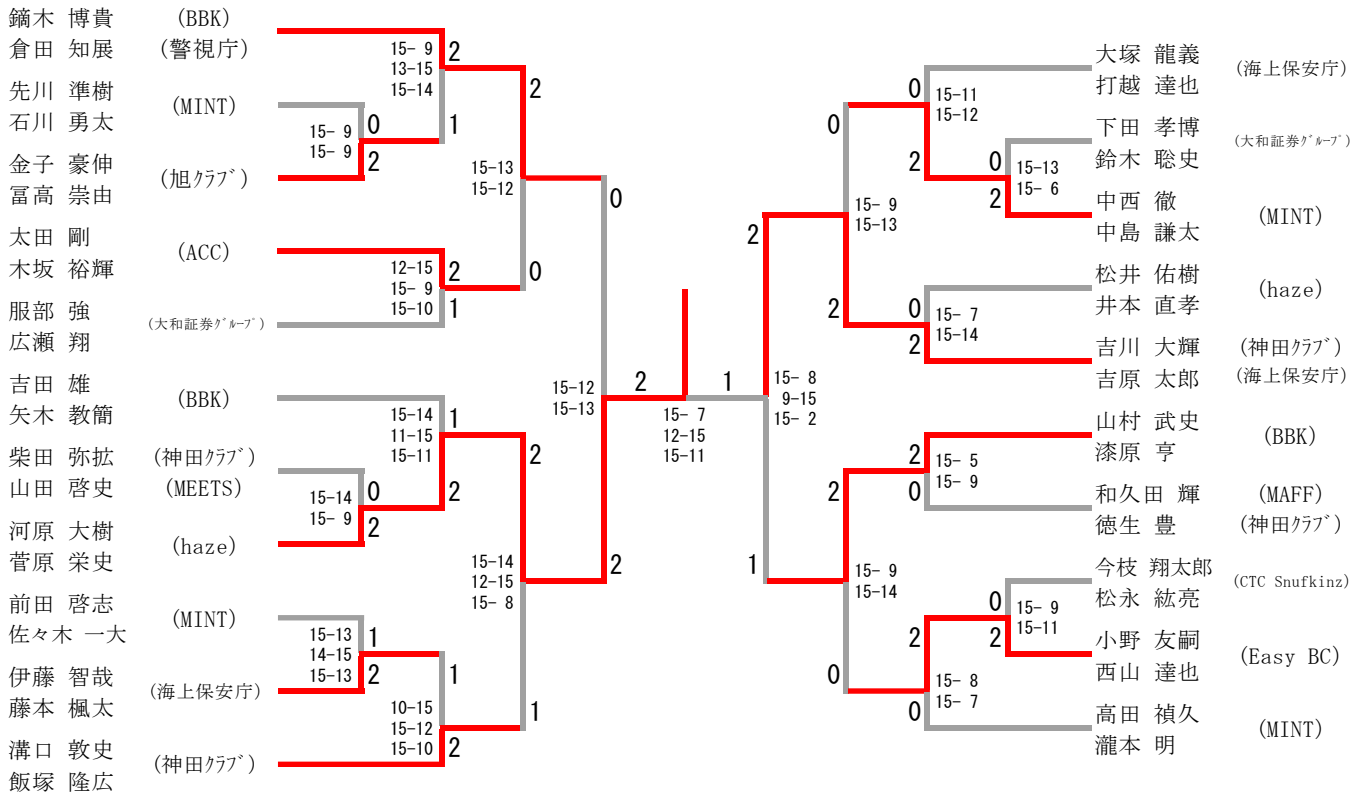 鏑木 博貴 (BBK)
倉田 知展 (警視庁)
先川 準樹
(MINT)
石川 勇太
金子 豪伸
(旭ｸﾗﾌﾞ)
冨高 崇由
太田 剛
(ACC)
木坂 裕輝
服部 強
(大和証券ｸﾞﾙｰﾌﾟ)
広瀬 翔
吉田 雄
(BBK)
矢木 教簡
柴田 弥拡 (神田ｸﾗﾌﾞ)
山田 啓史 (MEETS)
河原 大樹
(haze)
菅原 栄史
前田 啓志
(MINT)
佐々木 一大
伊藤 智哉
(海上保安庁)
藤本 楓太
溝口 敦史
(神田ｸﾗﾌﾞ)
飯塚 隆広
15- 9
13-15
15-14
2
1
15- 9
15- 9
0
2
12-15
15- 9
15-10
2
1
15-13
15-12
2
0
15-14
11-15
15-11
1
2
15-14
15- 9
0
2
15-13
14-15
15-13
1
2
10-15
15-12
15-10
1
2
15-14
12-15
15- 8
2
1
15-12
15-13
0
2
2
15- 7
12-15
15-11
1
15- 8
9-15
15- 2
2
1
15- 9
15-13
0
2
15-11
15-12
0
2
15-13
15- 6
0
2
15- 7
15-14
0
2
15- 5
15- 9
2
0
15- 9
15-14
2
0
15- 9
15-11
0
2
15- 8
15- 7
2
0
大塚 龍義
(海上保安庁)
打越 達也
下田 孝博
(大和証券ｸﾞﾙｰﾌﾟ)
鈴木 聡史
中西 徹
(MINT)
中島 謙太
松井 佑樹
(haze)
井本 直孝
吉川 大輝 (神田ｸﾗﾌﾞ)
吉原 太郎 (海上保安庁)
山村 武史
(BBK)
漆原 亨
和久田 輝 (MAFF)
徳生 豊 (神田ｸﾗﾌﾞ)
今枝 翔太郎
(CTC Snufkinz)
松永 紘亮
小野 友嗣
(Easy BC)
西山 達也
高田 禎久
(MINT)
瀧本 明